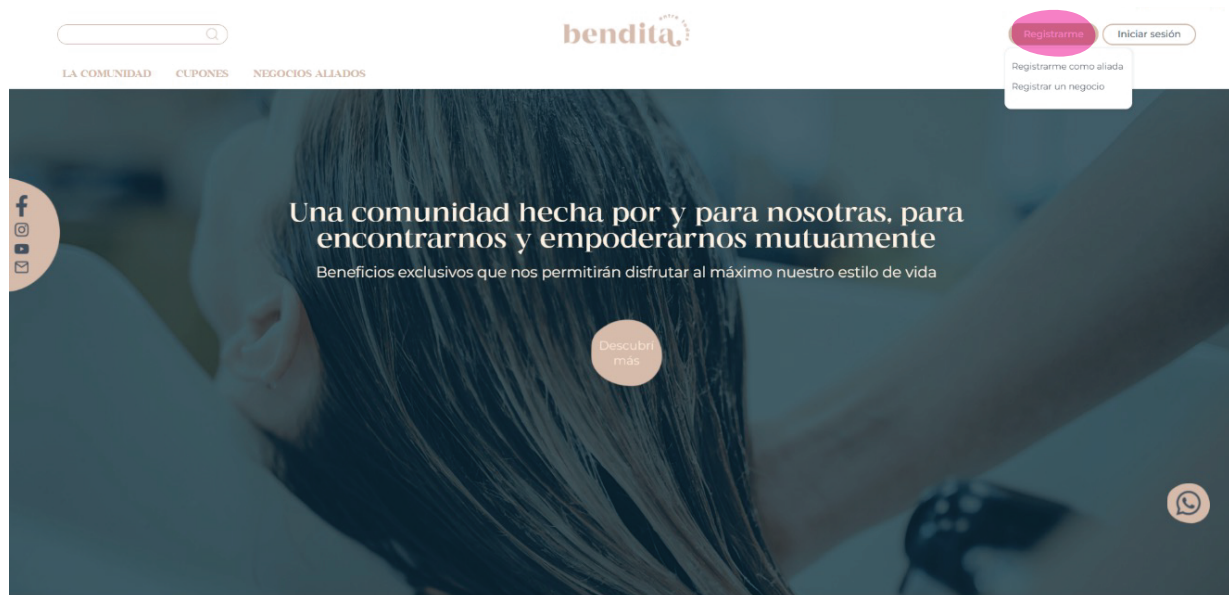 entre todas
bendita.
Registrarme
Iniciar sesión
LA COMUNIDAD
CUPONES
NEGOCIOS ALIADOS
Registrarme como aliada
Registrar un negocio
Una comunidad hecha por y para nosotras, para
encontrarnos y empoderarnos mutuamente
Beneficios exclusivos que nos permitirán disfrutar al máximo nuestro estilo de vida
Descubrí
más